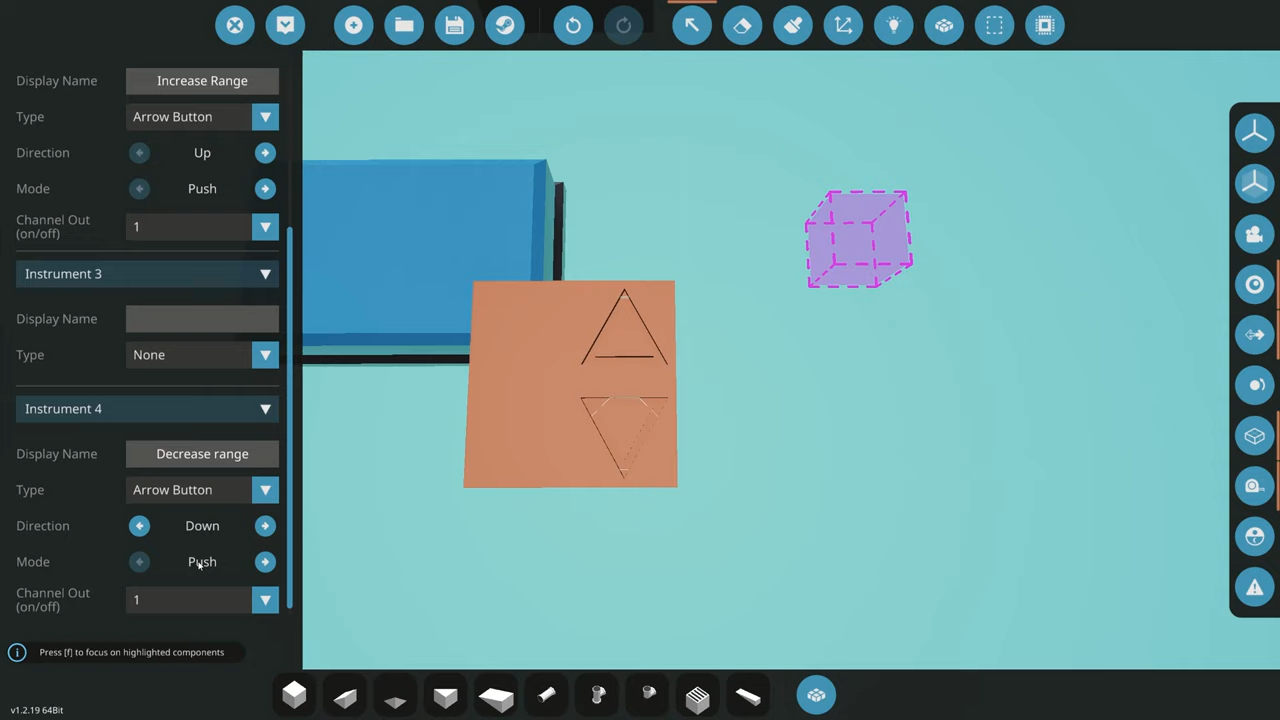 Display Name Increase Range
Type Arrow Button
Direction Up
Mode Push
Channel Out (on/off) 1
Instrument 3
Display Name
Type None
Instrument 4
Display Name Decrease range
Type Arrow Button
Direction Down
Mode Push
Channel Out (on/off) 1
Press [f] to focus on highlighted components
v1.2.19 64Bit